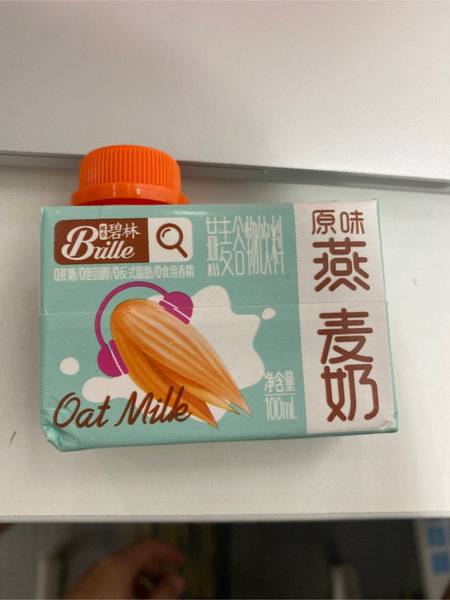 碧林
Brille
燕麦谷物饮料
0蔗糖/0胆固醇/0反式脂肪/0食用香精
Oat Milk
净含量
100mL
原味
燕
麦
奶